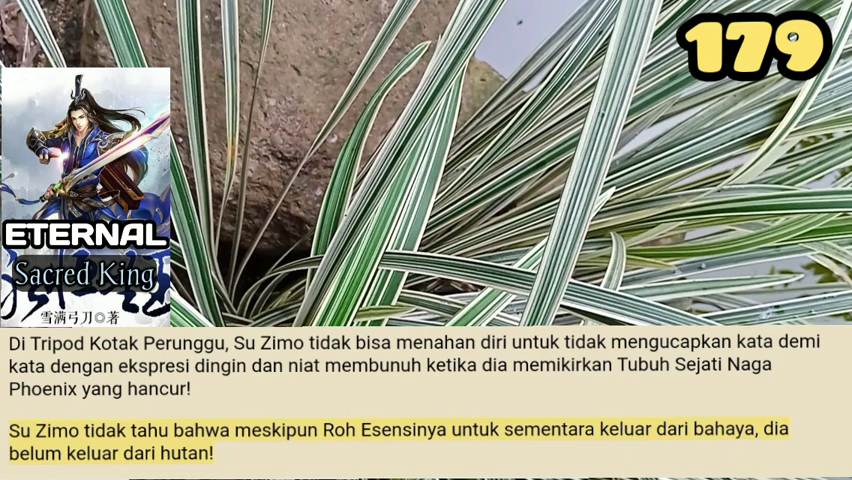 179
ETERNAL
Sacred King
雪满弓刀◎著
Di Tripod Kotak Perunggu, Su Zimo tidak bisa menahan diri untuk tidak mengucapkan kata demi
kata dengan ekspresi dingin dan niat membunuh ketika dia memikirkan Tubuh Sejati Naga
Phoenix yang hancur!
Su Zimo tidak tahu bahwa meskipun Roh Esensinya untuk sementara keluar dari bahaya, dia
belum keluar dari hutan!